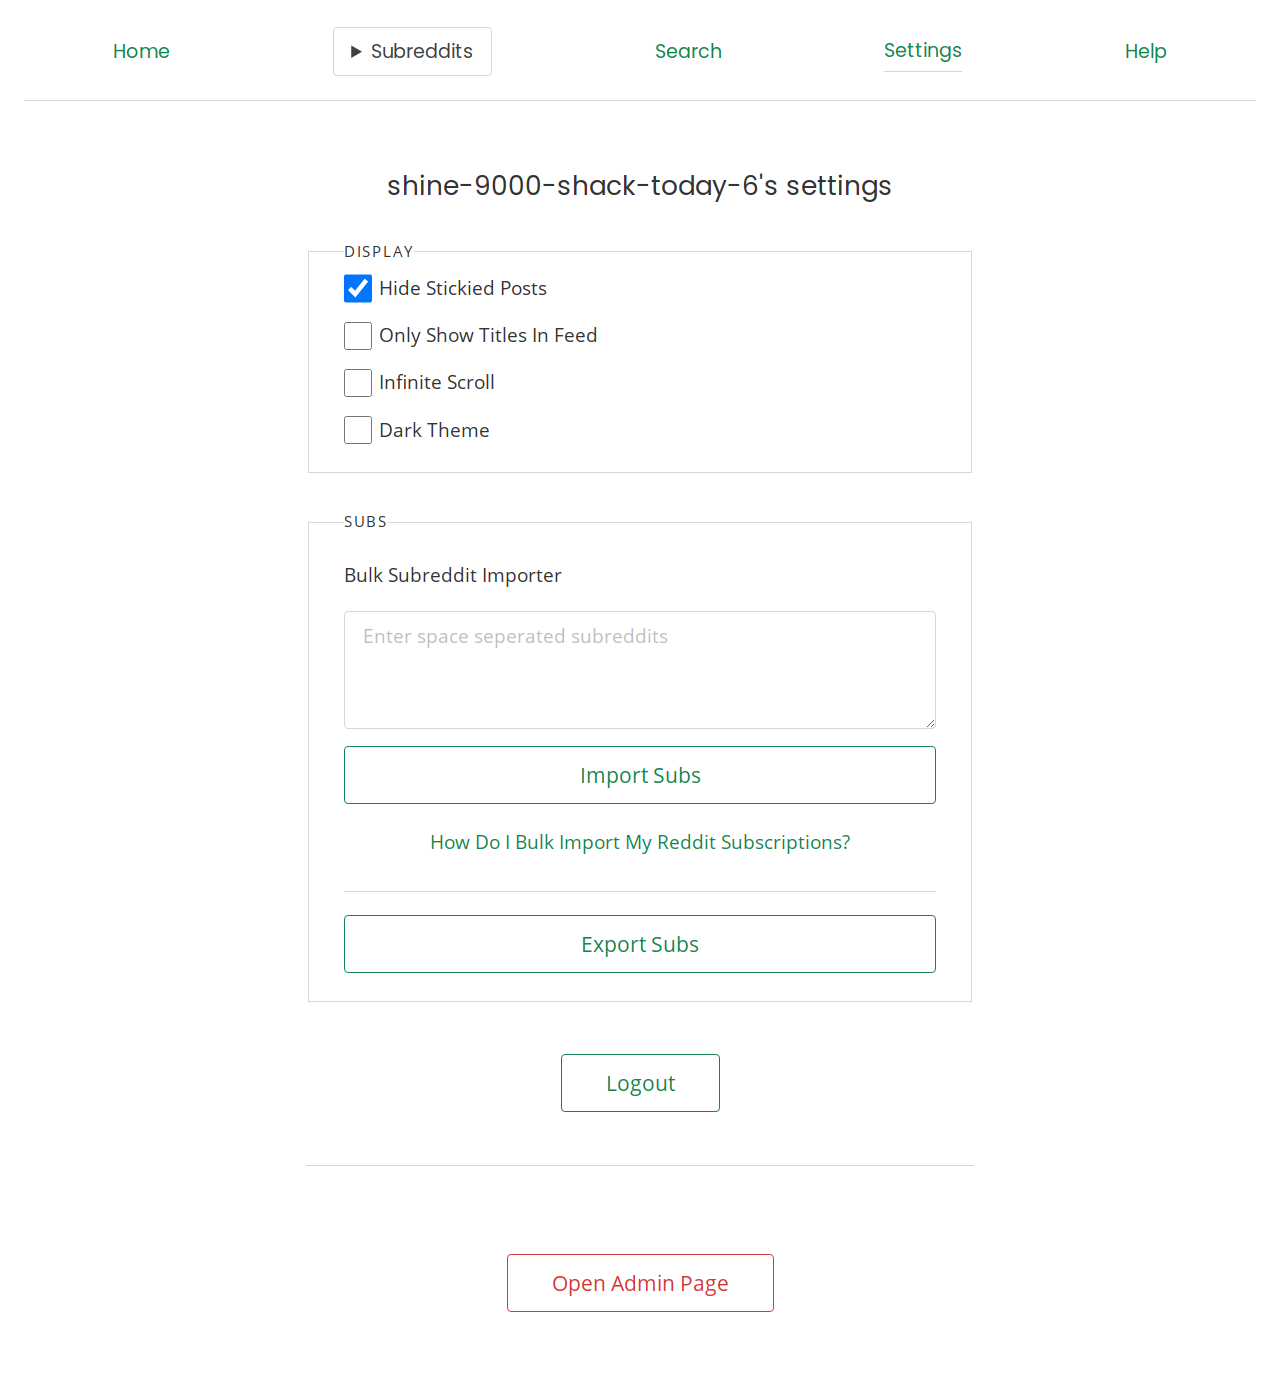 Home
Subreddits
Search
Settings
Help
shine-9000-shack-today-6's settings
DISPLAY
Hide Stickied Posts
Only Show Titles In Feed
Infinite Scroll
Dark Theme
SUBS
Bulk Subreddit Importer
Enter space seperated subreddits
Import Subs
How Do I Bulk Import My Reddit Subscriptions?
Export Subs
Logout
Open Admin Page